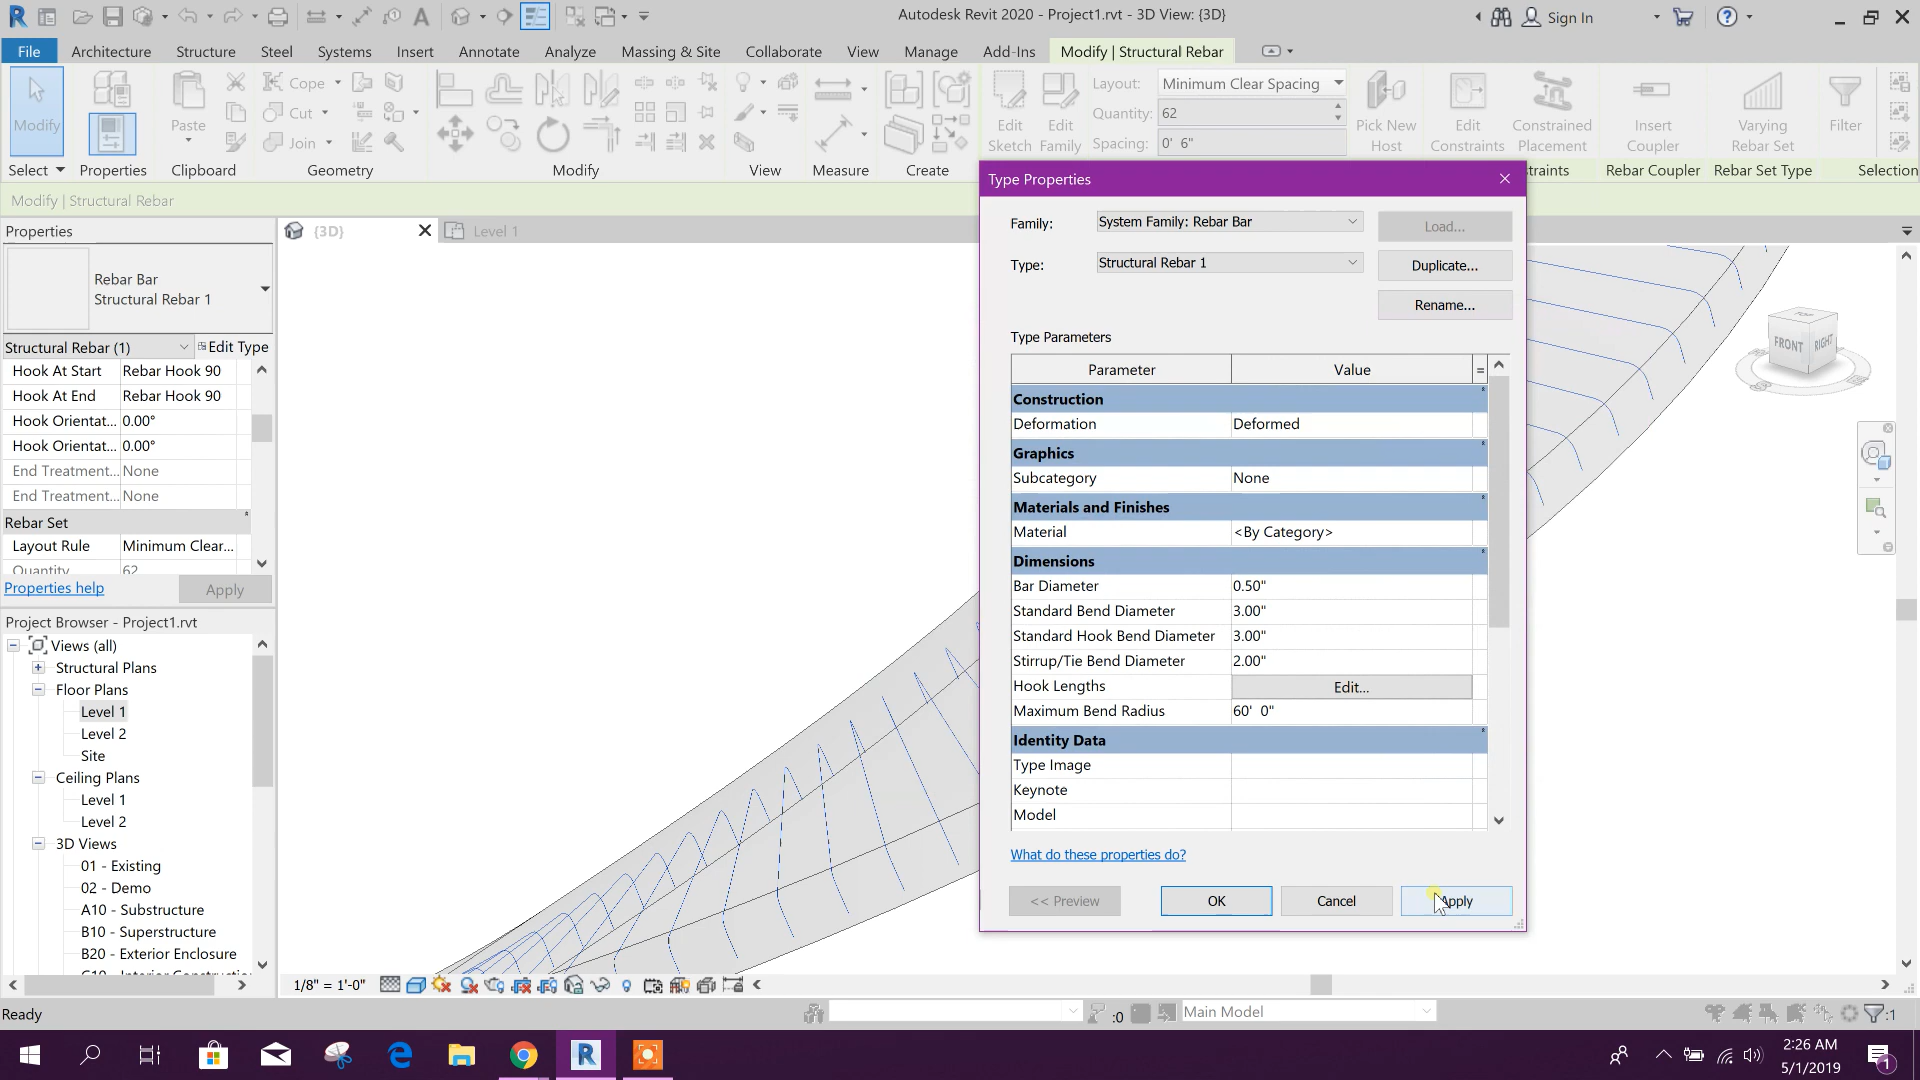 Autodesk Revit 2020 - Project1.rvt - 3D View: {3D}
Sign In
File Architecture Structure Steel Systems Insert Annotate Analyze Massing & Site Collaborate View Manage Add-Ins Modify | Structural Rebar
Modify
Paste
Cope
Cut
Join
Edit Sketch
Edit Family
Layout: Minimum Clear Spacing
Quantity: 62
Spacing: 0' 6"
Pick New Host
Edit Constraints
Constrained Placement
Insert Coupler
Varying Rebar Set
Filter
Select Properties Clipboard Geometry Modify View Measure Create straints Rebar Coupler Rebar Set Type Selection
Modify | Structural Rebar
Properties
Rebar Bar
Structural Rebar 1
Structural Rebar (1) Edit Type
Hook At Start Rebar Hook 90
Hook At End Rebar Hook 90
Hook Orientat... 0.00°
Hook Orientat... 0.00°
End Treatment... None
End Treatment... None
Rebar Set
Layout Rule Minimum Clear...
Quantity 62
Properties help Apply
Project Browser - Project1.rvt
Views (all)
Structural Plans
Floor Plans
Level 1
Level 2
Site
Ceiling Plans
Level 1
Level 2
3D Views
01 - Existing
02 - Demo
A10 - Substructure
B10 - Superstructure
B20 - Exterior Enclosure
C10 - Interior Constructio
{3D}
Level 1
TOP
FRONT
RIGHT
Type Properties
Family: System Family: Rebar Bar Load...
Type: Structural Rebar 1 Duplicate...
Rename...
Type Parameters
Parameter Value =
Construction
Deformation Deformed
Graphics
Subcategory None
Materials and Finishes
Material <By Category>
Dimensions
Bar Diameter 0.50"
Standard Bend Diameter 3.00"
Standard Hook Bend Diameter 3.00"
Stirrup/Tie Bend Diameter 2.00"
Hook Lengths Edit...
Maximum Bend Radius 60' 0"
Identity Data
Type Image
Keynote
Model
What do these properties do?
<< Preview OK Cancel Apply
1/8" = 1'-0"
Ready
:0
Main Model
:1
2:26 AM
5/1/2019
1